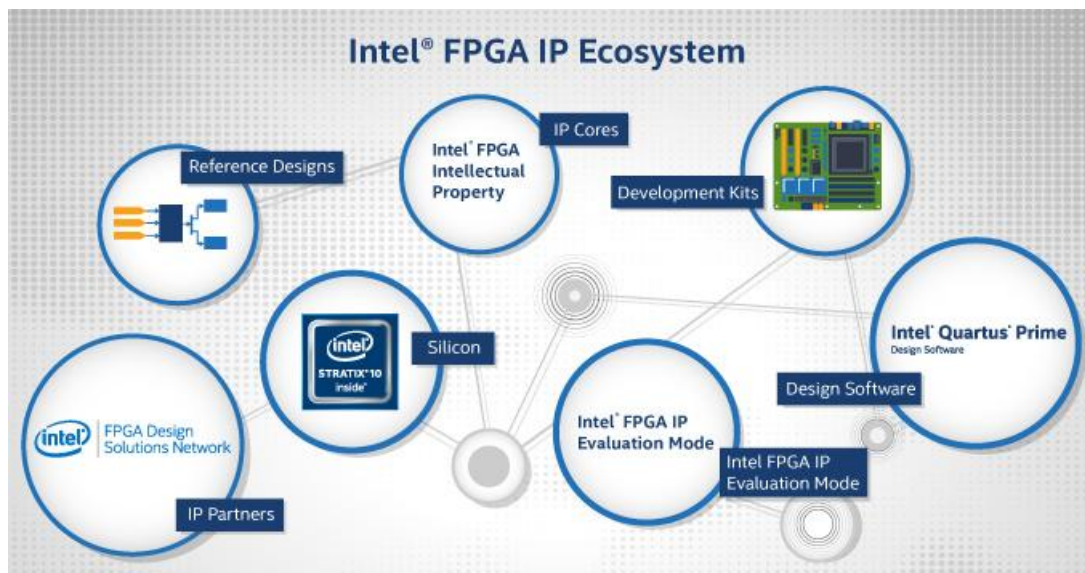 Intel® FPGA IP Ecosystem
Reference Designs
Intel® FPGA
Intellectual
Property
IP Cores
Development Kits
intel
STRATIX® 10
inside®
Silicon
Intel® Quartus® Prime
Design Software
Design Software
intel
FPGA Design
Solutions Network
IP Partners
Intel® FPGA IP
Evaluation Mode
Intel FPGA IP
Evaluation Mode